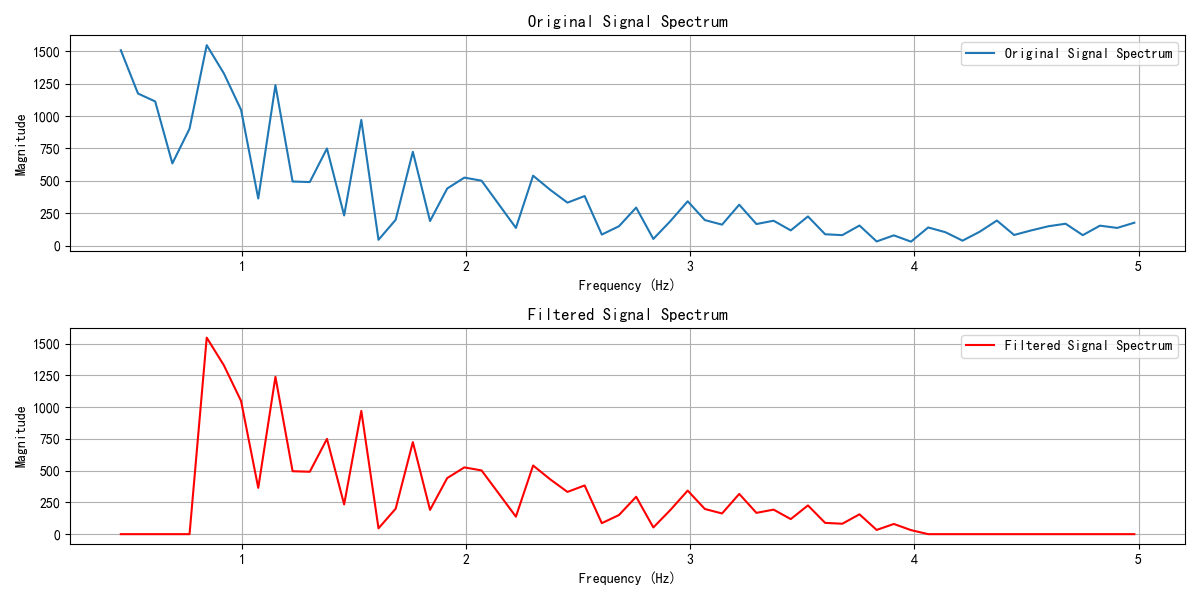 Original Signal Spectrum
Original Signal Spectrum
1500
1250
1000
750
500
250
0
Magnitude
1 2 3 4 5
Frequency (Hz)
Filtered Signal Spectrum
Filtered Signal Spectrum
1500
1250
1000
750
500
250
0
Magnitude
1 2 3 4 5
Frequency (Hz)